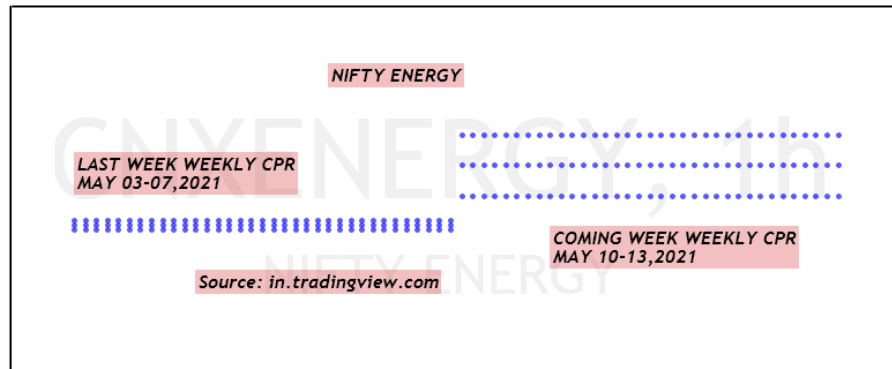 NIFTY ENERGY
CNXENERGY, 1h
LAST WEEK WEEKLY CPR
MAY 03-07,2021
COMING WEEK WEEKLY CPR
MAY 10-13,2021
NIFTY ENERGY
Source: in.tradingview.com